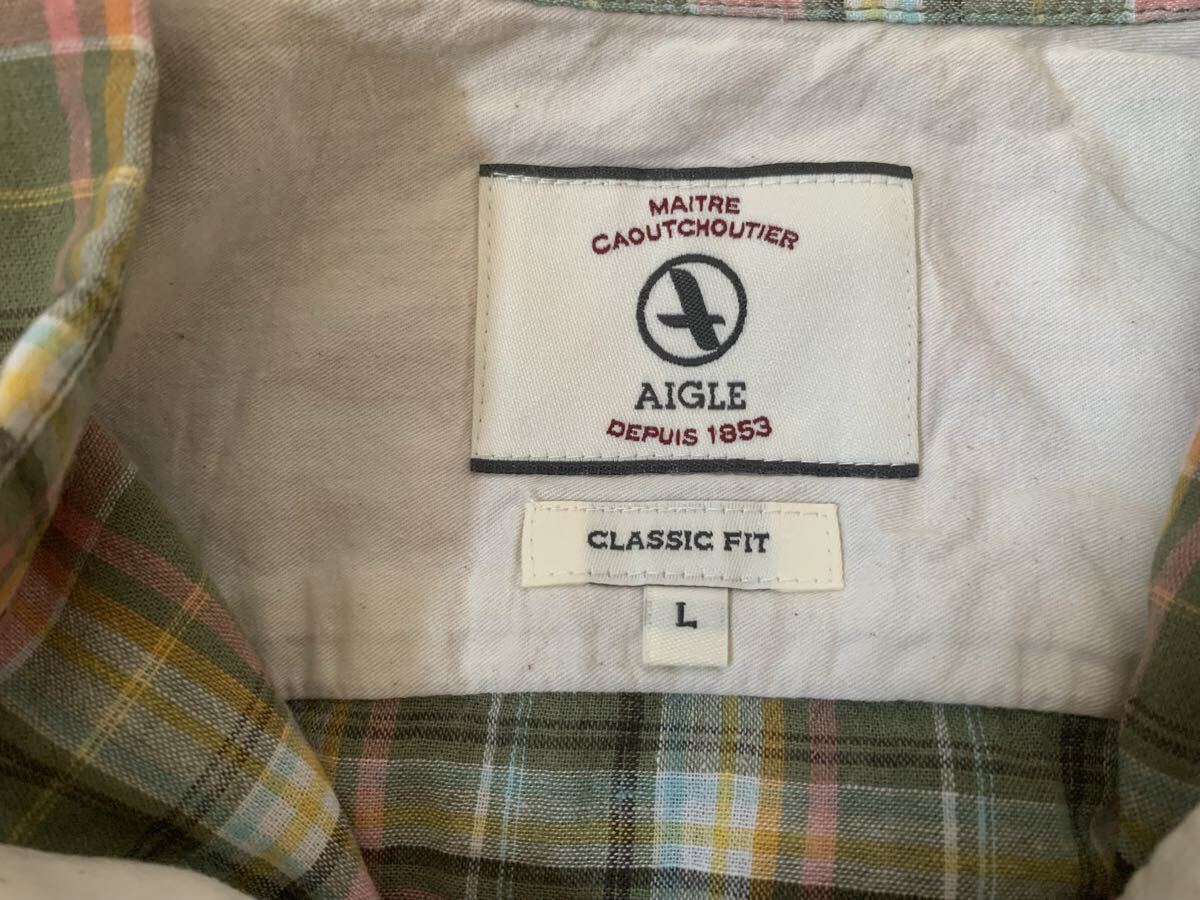 MAITRE
CAOUTCHOUTIER
AIGLE
DEPUIS 1853
CLASSIC FIT
L